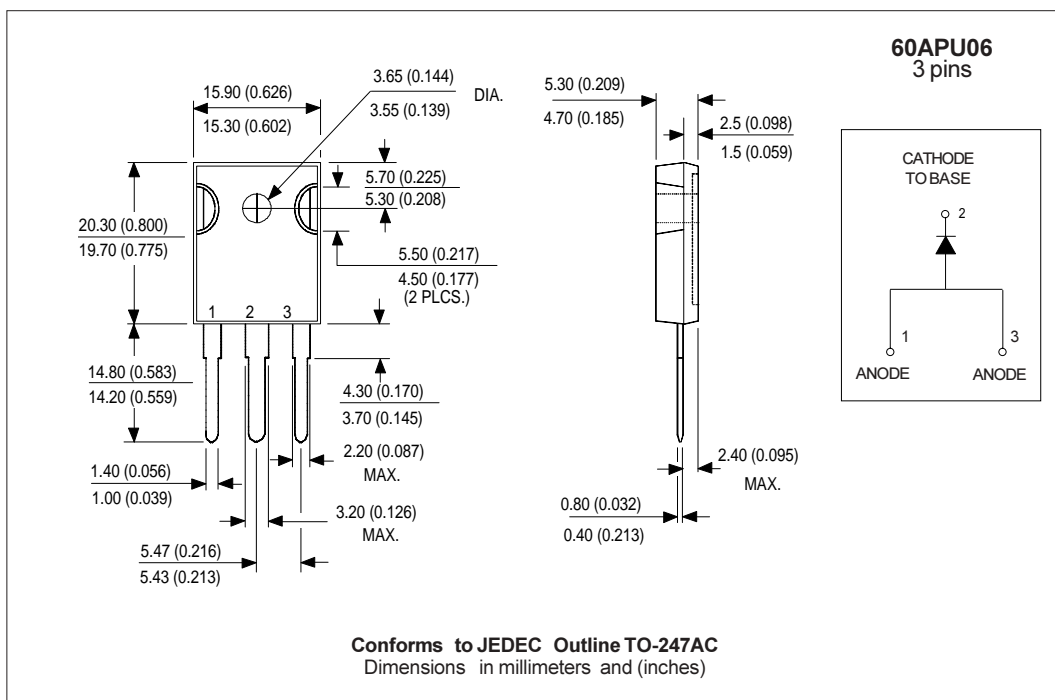 60APU06
3 pins
3.65 (0.144)
3.55 (0.139)
DIA.
15.90 (0.626)
15.30 (0.602)
5.30 (0.209)
4.70 (0.185)
2.5 (0.098)
1.5 (0.059)
5.70 (0.225)
5.30 (0.208)
20.30 (0.800)
19.70 (0.775)
5.50 (0.217)
4.50 (0.177)
(2 PLCS.)
1 2 3
14.80 (0.583)
14.20 (0.559)
4.30 (0.170)
3.70 (0.145)
2.20 (0.087)
MAX.
1.40 (0.056)
1.00 (0.039)
3.20 (0.126)
MAX.
5.47 (0.216)
5.43 (0.213)
2.40 (0.095)
MAX.
0.80 (0.032)
0.40 (0.213)
CATHODE
TO BASE
2
1
3
ANODE
ANODE
Conforms to JEDEC Outline TO-247AC
Dimensions in millimeters and (inches)